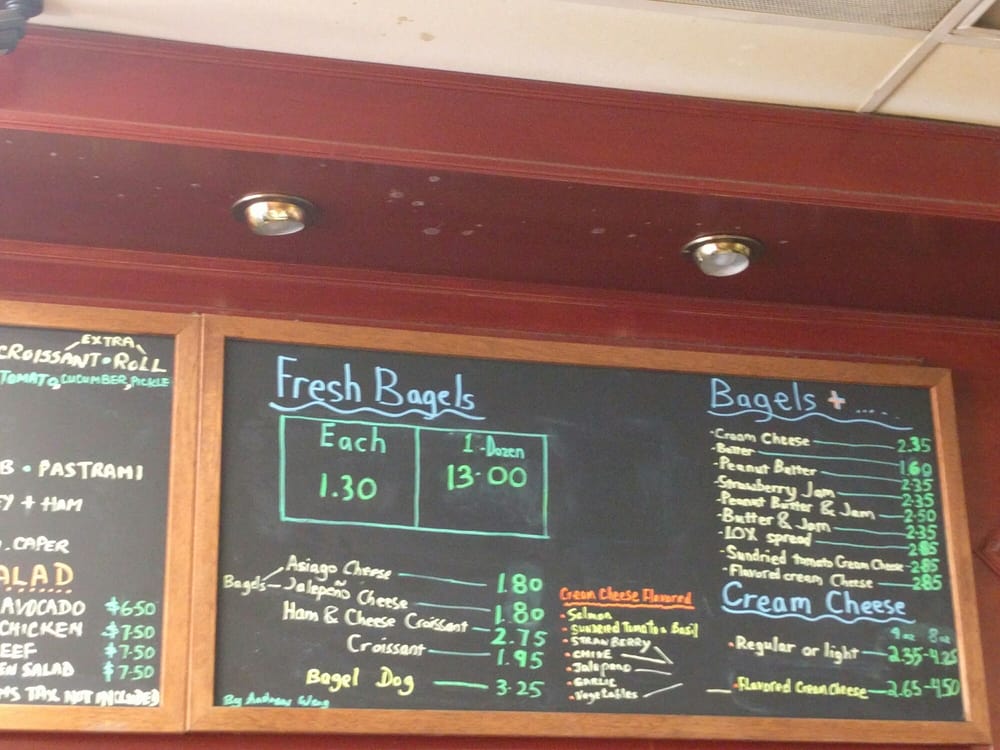 EXTRA
CROISSANT • ROLL
TOMATO, CUCUMBER, PICKLE
B • PASTRAMI
EY + HAM
. CAPER
ALAD
AVOCADO $6.50
CHICKEN $7.50
EEF $7.50
EN SALAD $7.50
MS TAX NOT INCLUDED
Fresh Bagels
Each 1-Dozen
1.30 13.00
Bagels
Asiago Cheese 1.80
Jalepeño Cheese 1.80
Ham & Cheese Croissant 2.75
Croissant 1.95
Bagel Dog 3.25
By Andrew Wong
Cream Cheese Flavored
• Salmon
• Sundried Tomato & Basil
• STRAWBERRY
• CHIVE
• Jalepeno
• GARLIC
• Vegetables
Bagels + ....
• Cream Cheese 2.35
• Butter 1.60
• Peanut Butter 2.35
• Strawberry Jam 2.35
• Peanut Butter & Jam 2.50
• Butter & Jam 2.35
• LOX spread 2.85
• Sundried tomato Cream Cheese 2.85
• Flavored cream Cheese 2.85
Cream Cheese
8oz
• Regular or light 2.35-4.25
• Flavored Cream Cheese 2.65-4.50